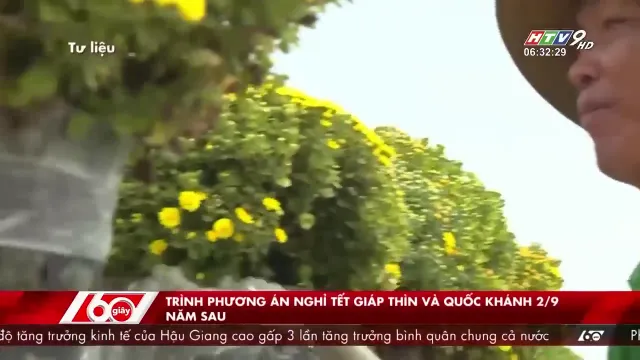 Tư liệu
HTV9 HD
06:32:29
60 giây
TRÌNH PHƯƠNG ÁN NGHỈ TẾT GIÁP THÌN VÀ QUỐC KHÁNH 2/9
NĂM SAU
độ tăng trưởng kinh tế của Hậu Giang cao gấp 3 lần tăng trưởng bình quân chung cả nước
60